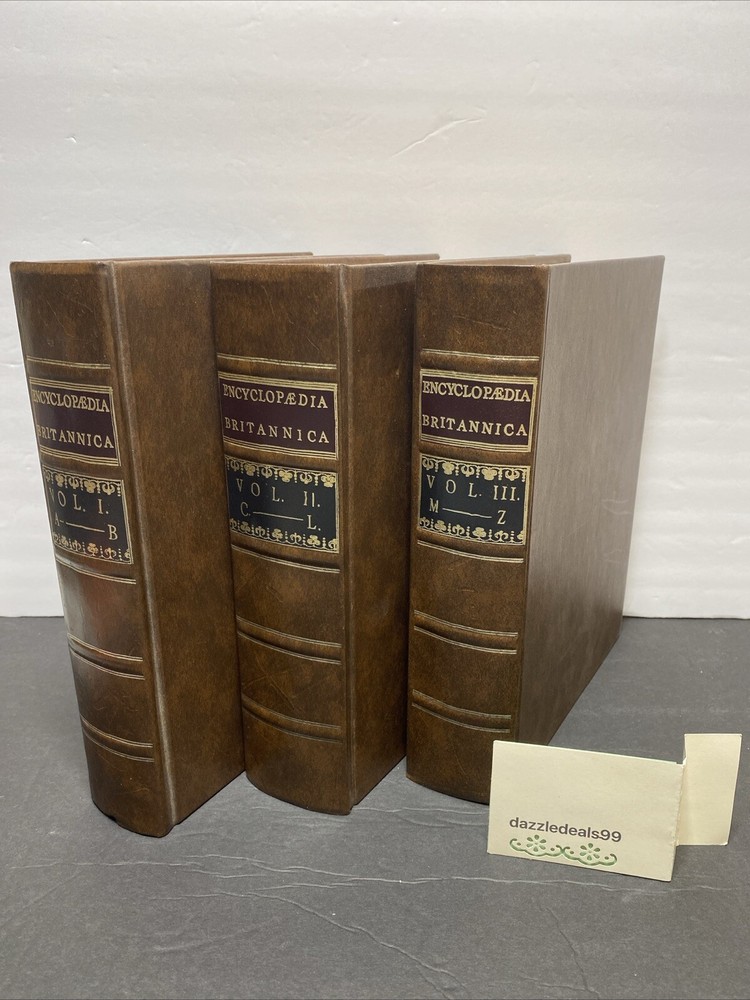 ENCYCLOPÆDIA
BRITANNICA
VOL. I.
A——B
ENCYCLOPÆDIA
BRITANNICA
VOL. II.
C.——L.
ENCYCLOPÆDIA
BRITANNICA
VOL. III.
M——Z
dazzledeals99